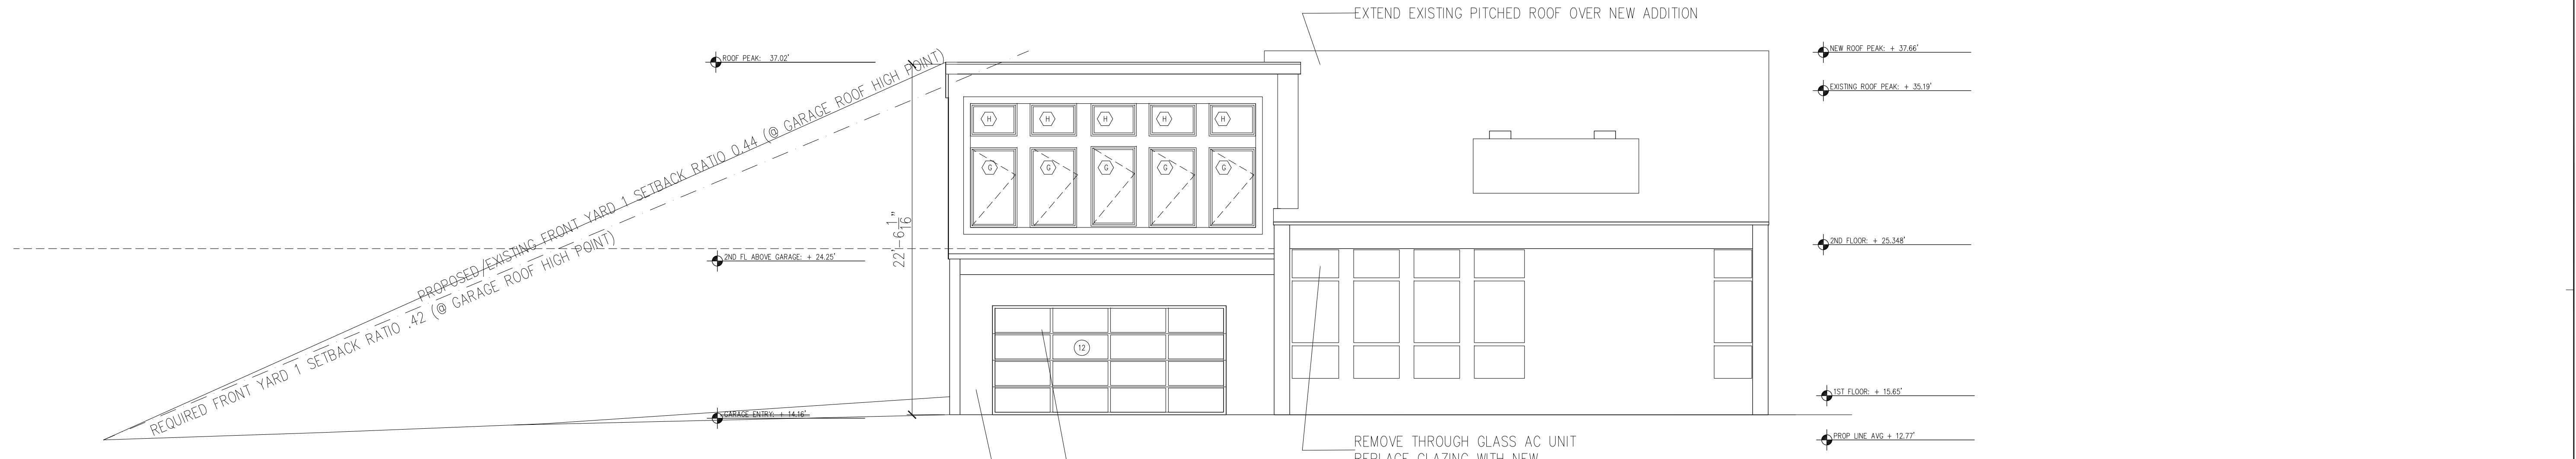 EXTEND EXISTING PITCHED ROOF OVER NEW ADDITION
ROOF PEAK: 37.02'
NEW ROOF PEAK: + 37.66'
EXISTING ROOF PEAK: + 35.19'
PROPOSED/EXISTING FRONT YARD 1 SETBACK RATIO 0.44 (@ GARAGE ROOF HIGH POINT)
REQUIRED FRONT YARD 1 SETBACK RATIO .42 (@ GARAGE ROOF HIGH POINT)
H H H H H
G G G G G
22'-6 1/16"
2ND FL ABOVE GARAGE: + 24.25'
2ND FLOOR: + 25.348'
12
GARAGE ENTRY: + 14.16'
1ST FLOOR: + 15.65'
PROP LINE AVG + 12.77'
REMOVE THROUGH GLASS AC UNIT
REPLACE GLAZING WITH NEW